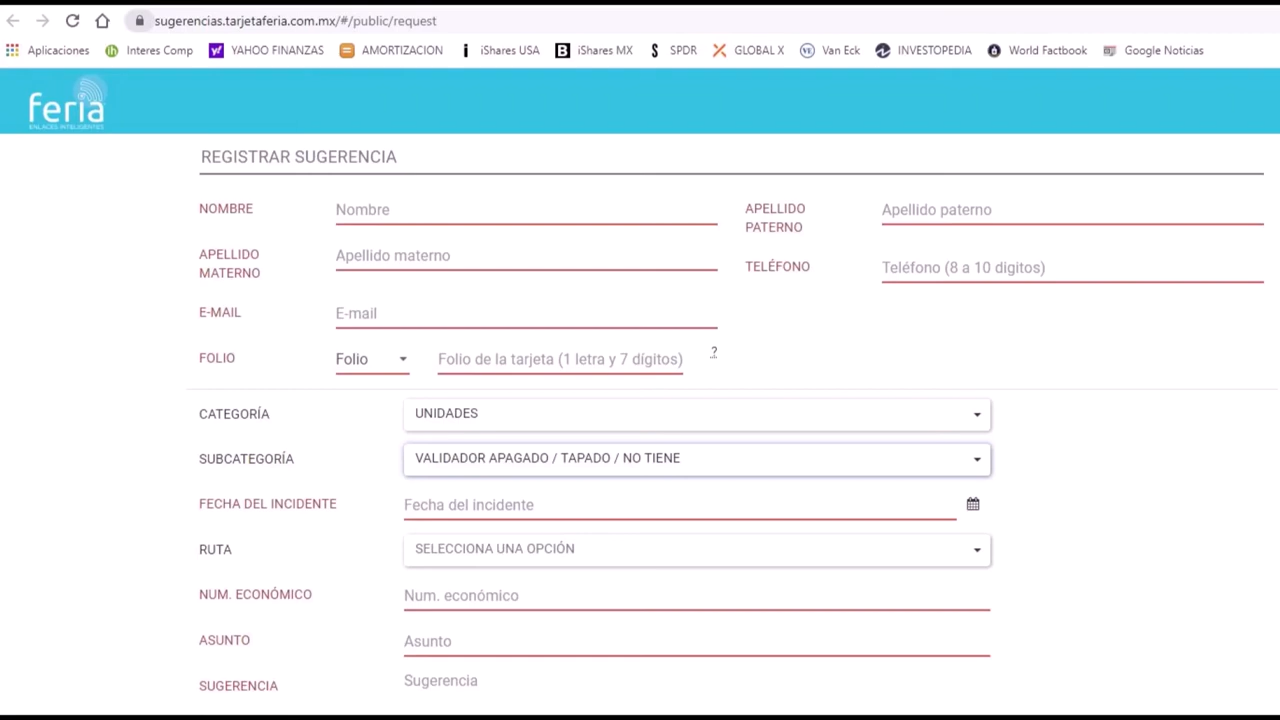 sugerencias.tarjetaferia.com.mx/#/public/request
Aplicaciones Interes Comp YAHOO FINANZAS AMORTIZACION iShares USA iShares MX SPDR GLOBAL X Van Eck INVESTOPEDIA World Factbook Google Noticias
feria
ENLACES INTELIGENTES
REGISTRAR SUGERENCIA
NOMBRE Nombre APELLIDO PATERNO Apellido paterno
APELLIDO MATERNO Apellido materno TELÉFONO Teléfono (8 a 10 digitos)
E-MAIL E-mail
FOLIO Folio Folio de la tarjeta (1 letra y 7 dígitos) ?
CATEGORÍA UNIDADES
SUBCATEGORÍA VALIDADOR APAGADO / TAPADO / NO TIENE
FECHA DEL INCIDENTE Fecha del incidente
RUTA SELECCIONA UNA OPCIÓN
NUM. ECONÓMICO Num. económico
ASUNTO Asunto
SUGERENCIA Sugerencia